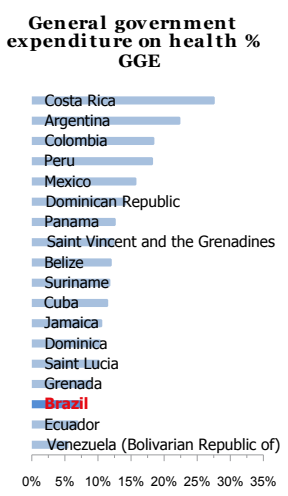 General government
expenditure on health %
GGE
Costa Rica
Argentina
Colombia
Peru
Mexico
Dominican Republic
Panama
Saint Vincent and the Grenadines
Belize
Suriname
Cuba
Jamaica
Dominica
Saint Lucia
Grenada
Brazil
Ecuador
Venezuela (Bolivarian Republic of)
0% 5% 10% 15% 20% 25% 30% 35%